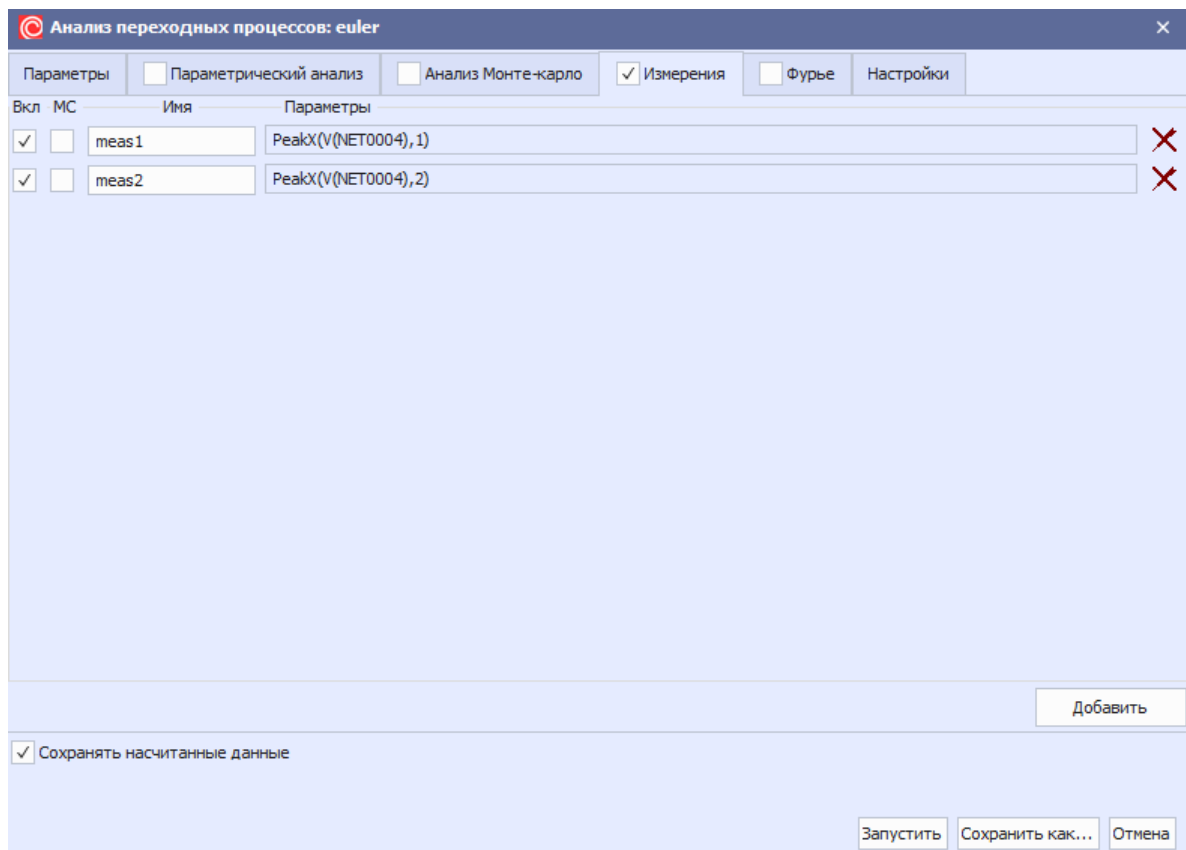 Анализ переходных процессов: euler
Параметры Параметрический анализ Анализ Монте-карло Измерения Фурье Настройки
Вкл МС Имя Параметры
meas1 PeakX(V(NET0004),1)
meas2 PeakX(V(NET0004),2)
Добавить
Сохранять насчитанные данные
Запустить Сохранить как... Отмена